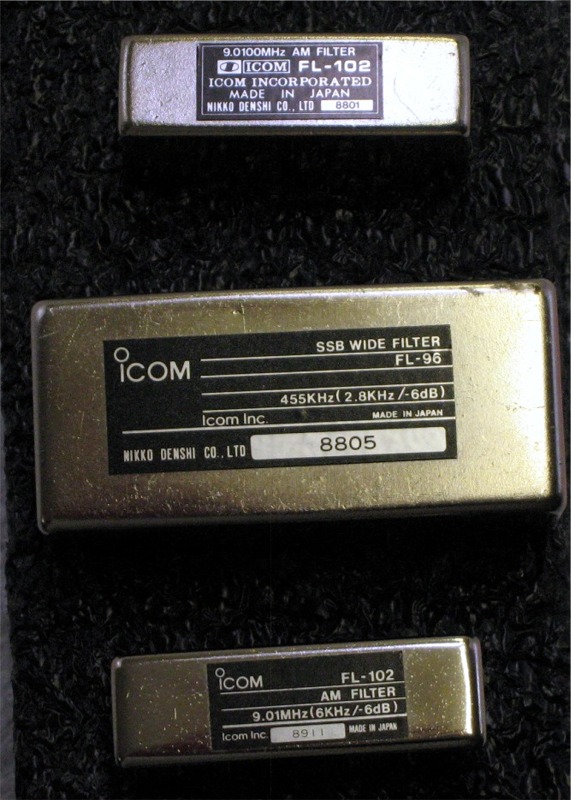 9.0100MHz AM FILTER
ICOM FL-102
ICOM INCORPORATED
MADE IN JAPAN
NIKKO DENSHI CO., LTD 8801
SSB WIDE FILTER
ICOM FL-96
455KHz(2.8KHz/-6dB)
Icom Inc. MADE IN JAPAN
NIKKO DENSHI CO., LTD 8805
ICOM FL-102
AM FILTER
9.01MHz(6KHz/-6dB)
Icom Inc. 8911 MADE IN JAPAN